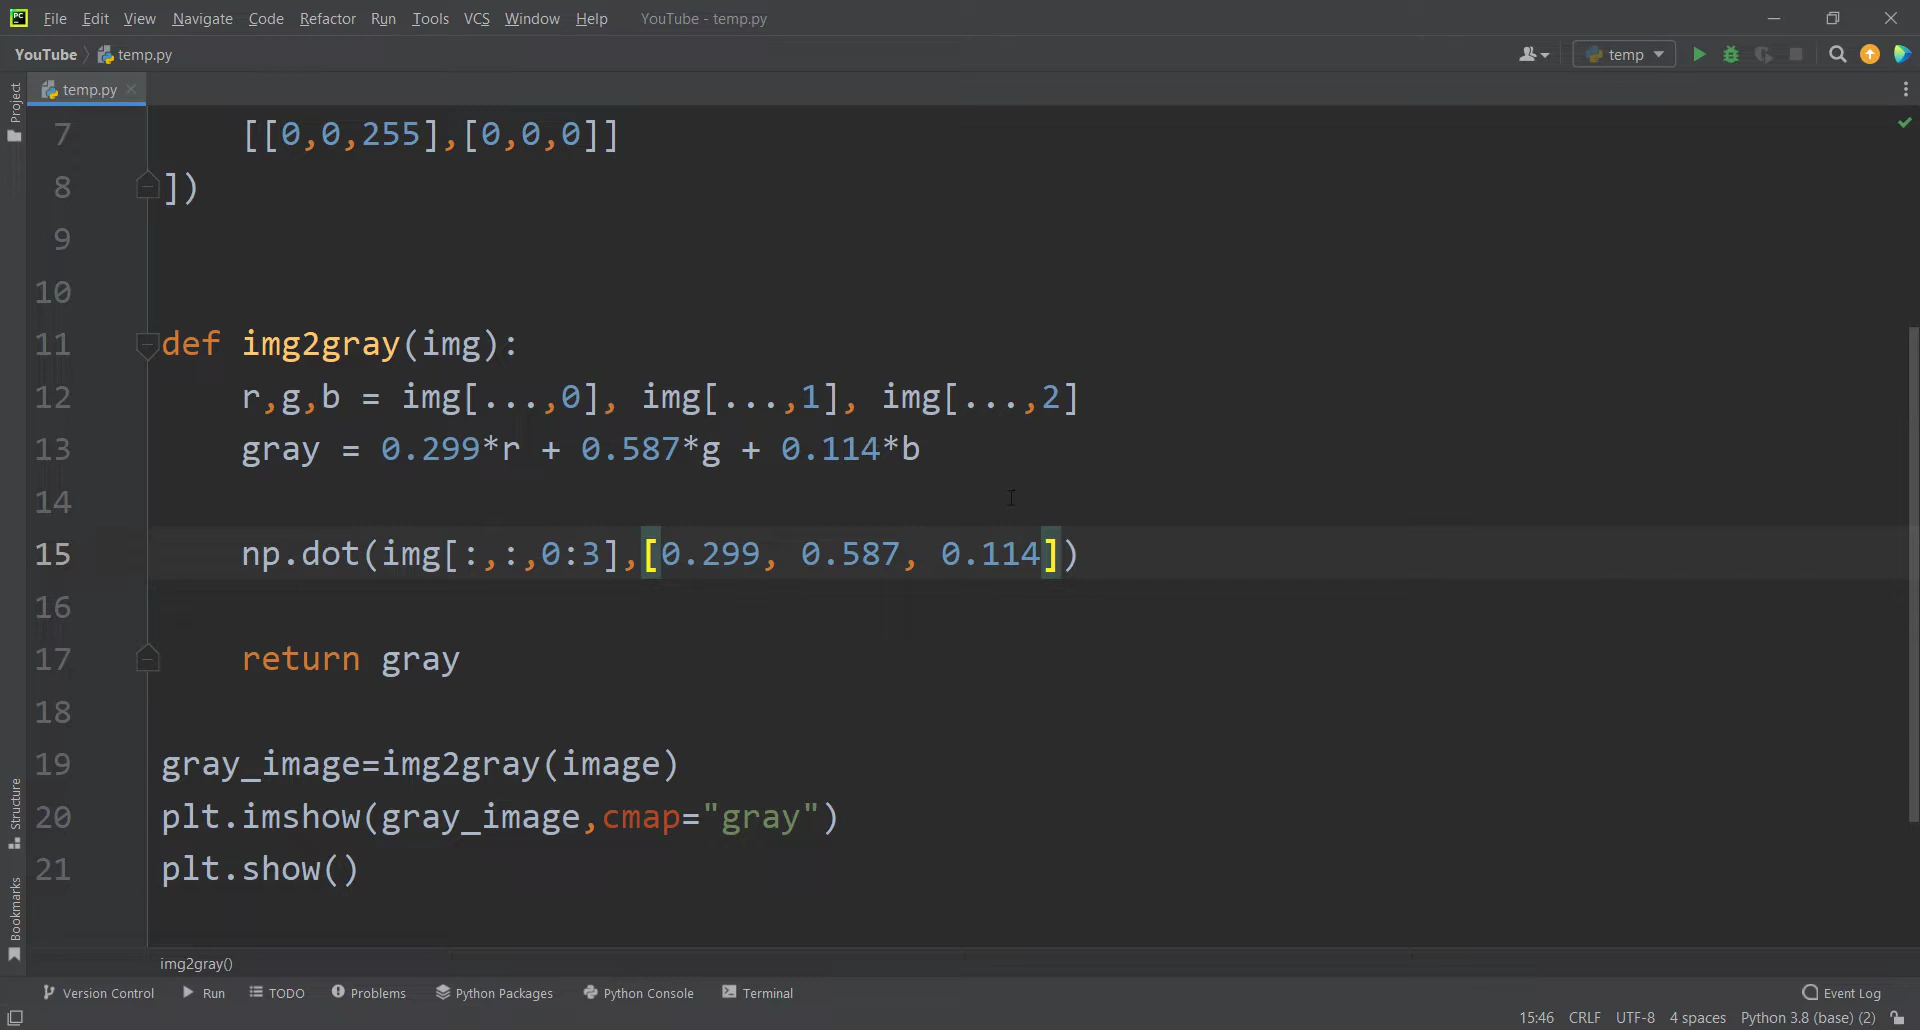 PC File Edit View Navigate Code Refactor Run Tools VCS Window Help YouTube - temp.py
YouTube temp.py temp
temp.py
Project
7 [[0,0,255],[0,0,0]]
8 ])
9
10
11 def img2gray(img):
12 r,g,b = img[...,0], img[...,1], img[...,2]
13 gray = 0.299*r + 0.587*g + 0.114*b
14
15 np.dot(img[:,:,0:3],[0.299, 0.587, 0.114])
16
17 return gray
18
19 gray_image=img2gray(image)
20 plt.imshow(gray_image,cmap="gray")
21 plt.show()
Structure
Bookmarks
img2gray()
Version Control Run TODO Problems Python Packages Python Console Terminal Event Log
15:46 CRLF UTF-8 4 spaces Python 3.8 (base) (2)